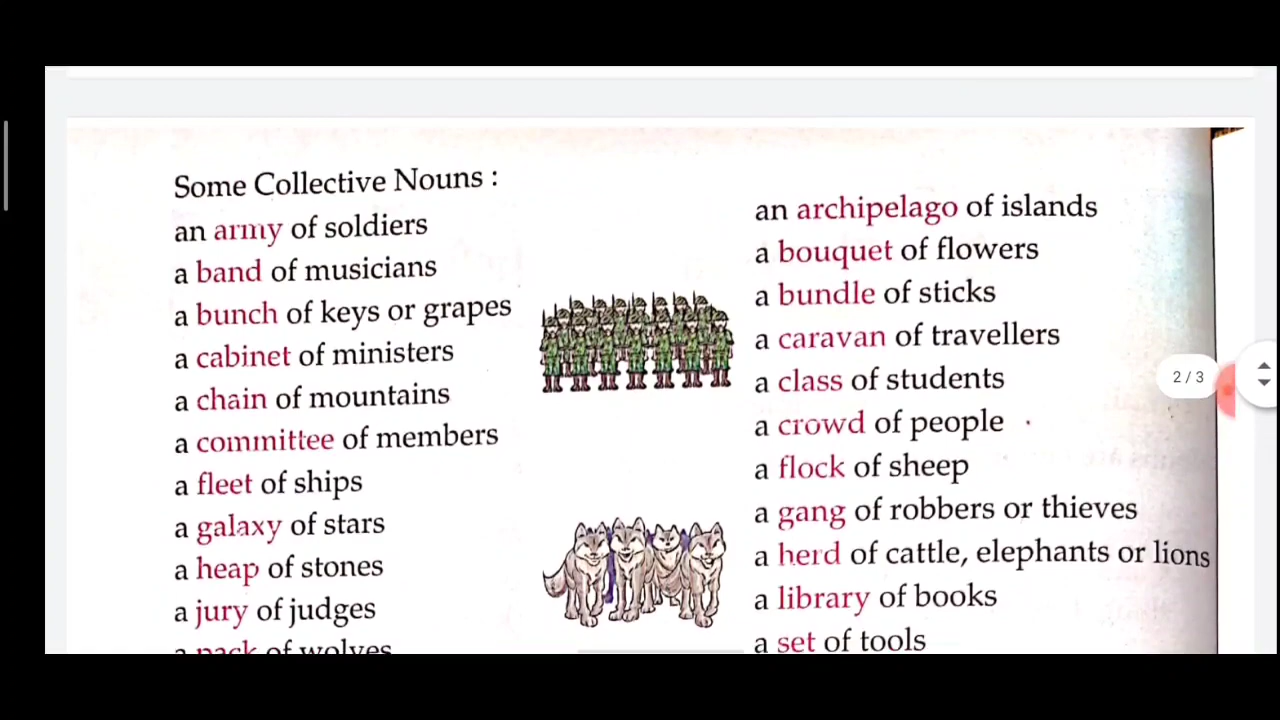 Some Collective Nouns :
an army of soldiers
a band of musicians
a bunch of keys or grapes
a cabinet of ministers
a chain of mountains
a committee of members
a fleet of ships
a galaxy of stars
a heap of stones
a jury of judges
a pack of wolves
an archipelago of islands
a bouquet of flowers
a bundle of sticks
a caravan of travellers
a class of students
a crowd of people
a flock of sheep
a gang of robbers or thieves
a herd of cattle, elephants or lions
a library of books
a set of tools
2 / 3